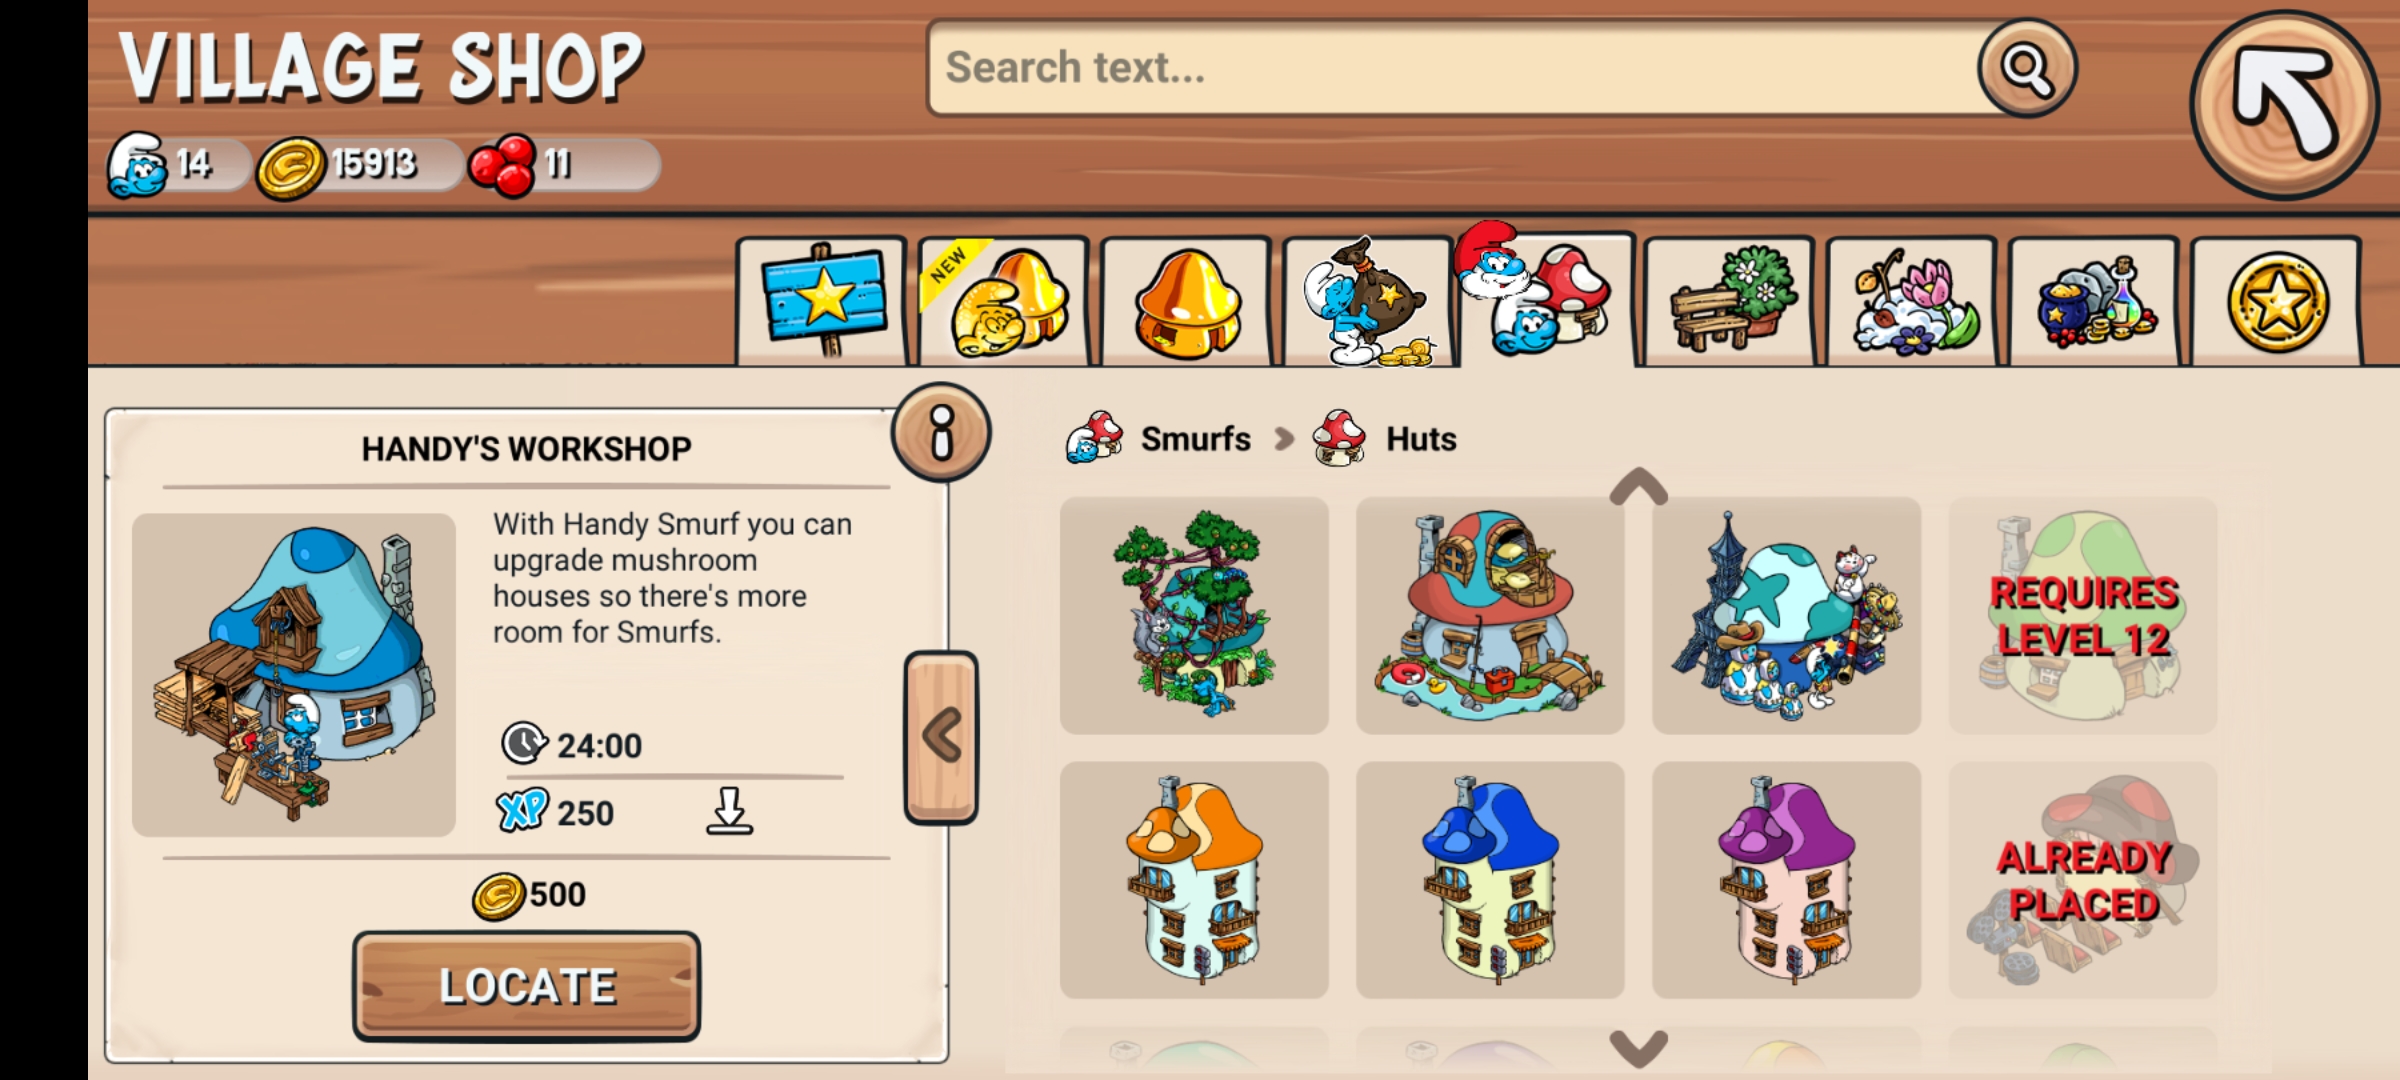 VILLAGE SHOP
Search text...
14
15913
11
NEW
HANDY'S WORKSHOP
With Handy Smurf you can
upgrade mushroom
houses so there's more
room for Smurfs.
24:00
XP 250
500
LOCATE
Smurfs > Huts
REQUIRES
LEVEL 12
ALREADY
PLACED